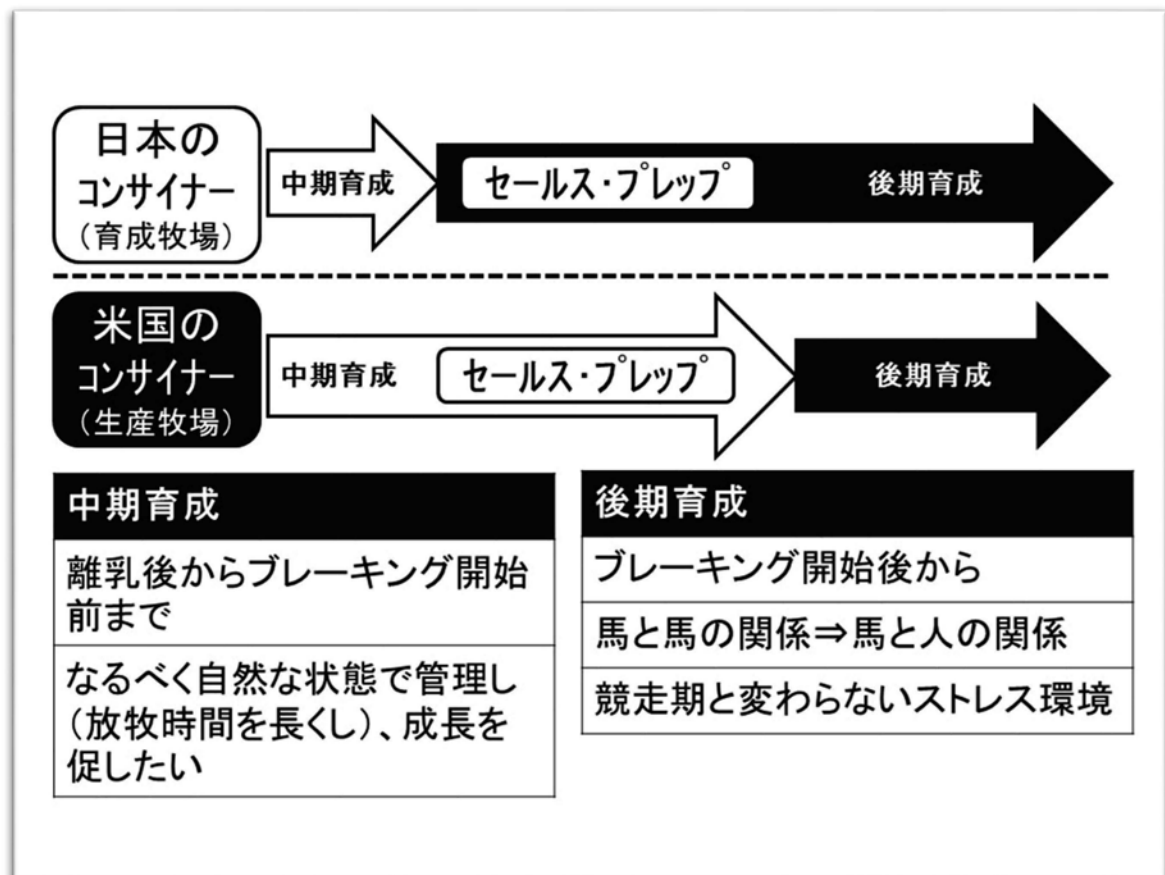 日本の
コンサイナー
（育成牧場）
中期育成
セールス・プレップ
後期育成
米国の
コンサイナー
（生産牧場）
中期育成
セールス・プレップ
後期育成
中期育成
離乳後からブレーキング開始
前まで
なるべく自然な状態で管理し
（放牧時間を長くし）、成長を
促したい
後期育成
ブレーキング開始後から
馬と馬の関係⇒馬と人の関係
競走期と変わらないストレス環境